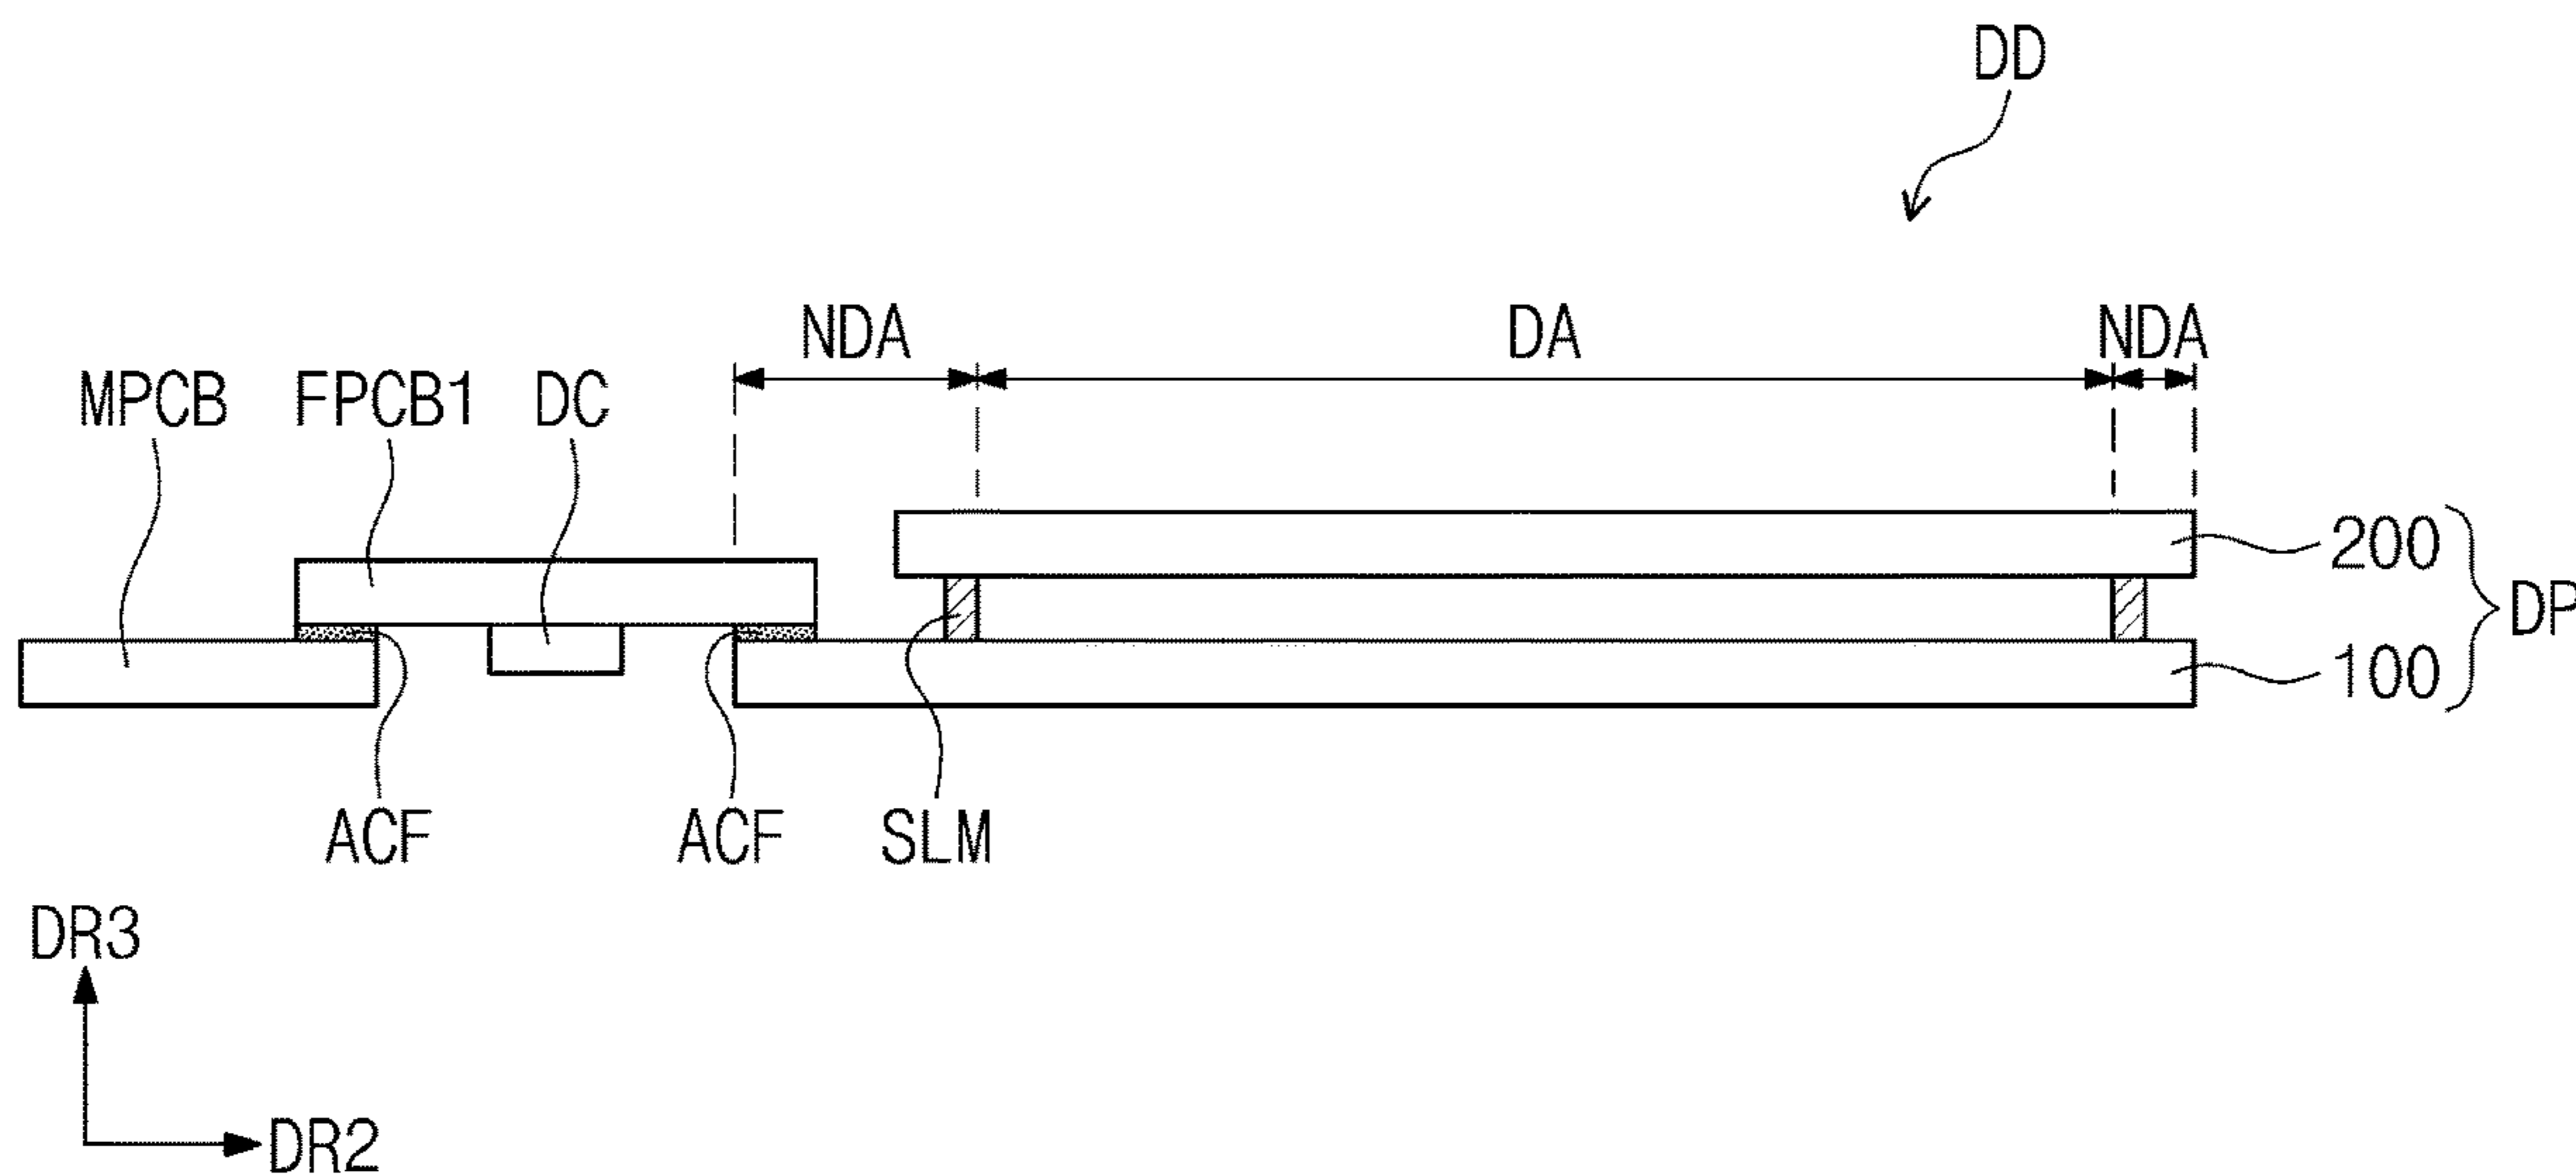 DD
NDA DA NDA
MPCB FPCB1 DC
200
DP
100
ACF ACF SLM
DR3
DR2